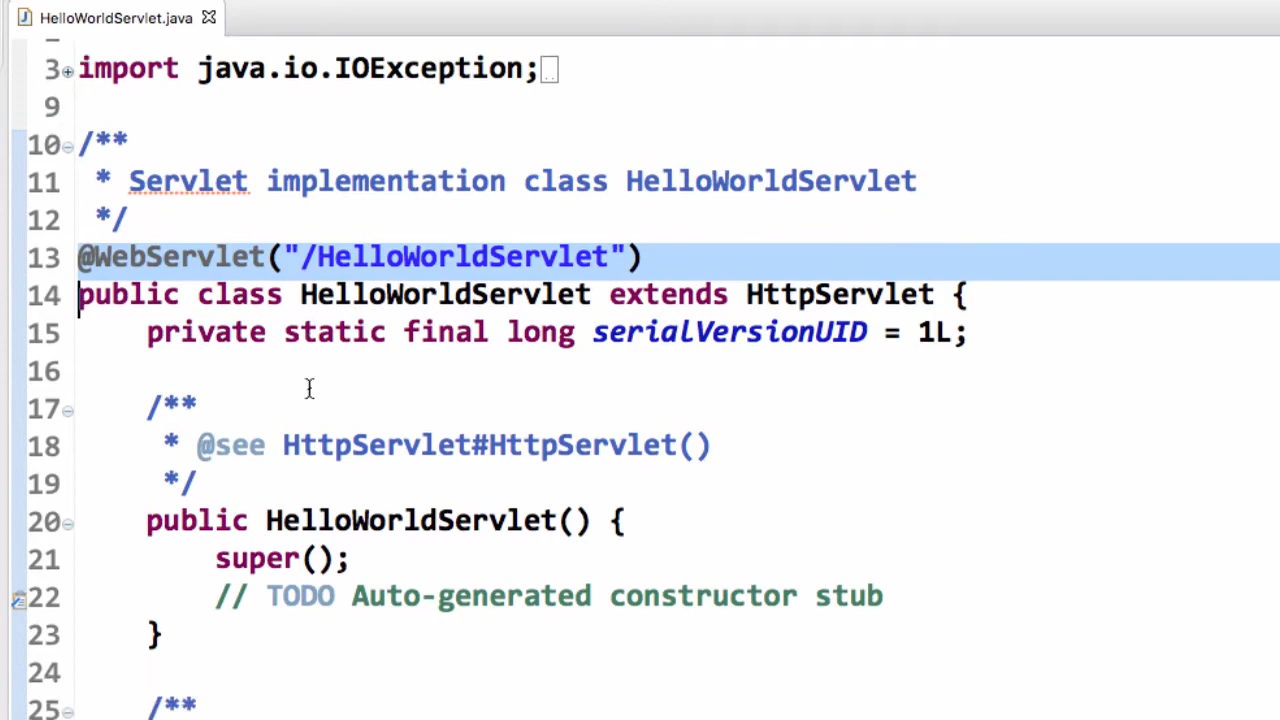 HelloWorldServlet.java
3 import java.io.IOException;
9
10 /**
11 * Servlet implementation class HelloWorldServlet
12 */
13 @WebServlet("/HelloWorldServlet")
14 public class HelloWorldServlet extends HttpServlet {
15 private static final long serialVersionUID = 1L;
16
17 /**
18 * @see HttpServlet#HttpServlet()
19 */
20 public HelloWorldServlet() {
21 super();
22 // TODO Auto-generated constructor stub
23 }
24
25 /**